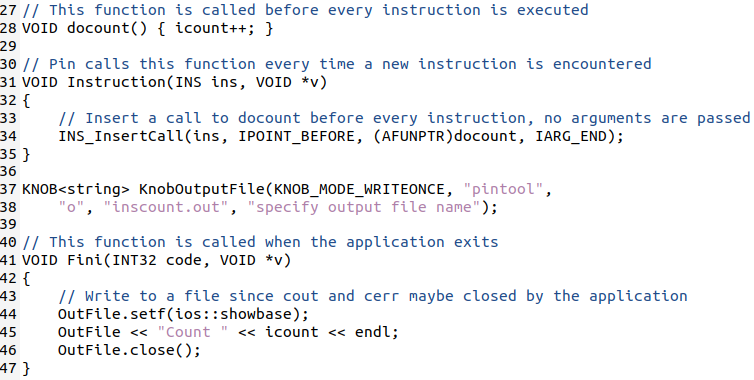 27 // This function is called before every instruction is executed
28 VOID docount() { icount++; }
29
30 // Pin calls this function every time a new instruction is encountered
31 VOID Instruction(INS ins, VOID *v)
32 {
33     // Insert a call to docount before every instruction, no arguments are passed
34     INS_InsertCall(ins, IPOINT_BEFORE, (AFUNPTR)docount, IARG_END);
35 }
36
37 KNOB<string> KnobOutputFile(KNOB_MODE_WRITEONCE, "pintool",
38     "o", "inscount.out", "specify output file name");
39
40 // This function is called when the application exits
41 VOID Fini(INT32 code, VOID *v)
42 {
43     // Write to a file since cout and cerr maybe closed by the application
44     OutFile.setf(ios::showbase);
45     OutFile << "Count " << icount << endl;
46     OutFile.close();
47 }